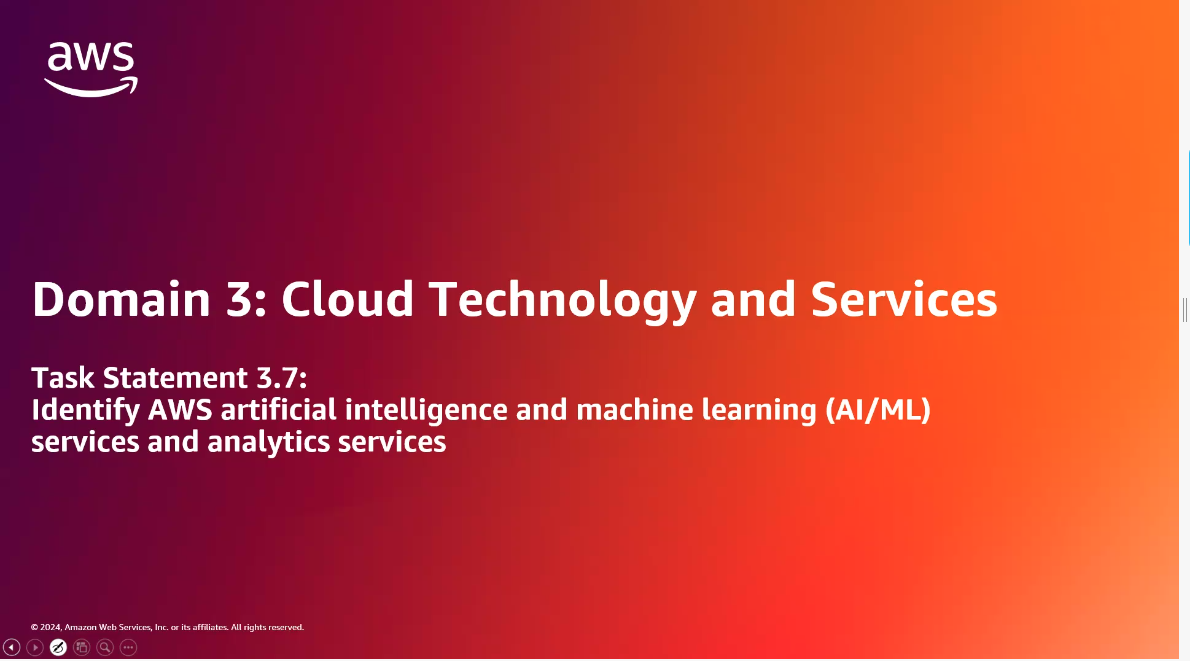 aws
Domain 3: Cloud Technology and Services
Task Statement 3.7:
Identify AWS artificial intelligence and machine learning (AI/ML)
services and analytics services
© 2024, Amazon Web Services, Inc. or its affiliates. All rights reserved.